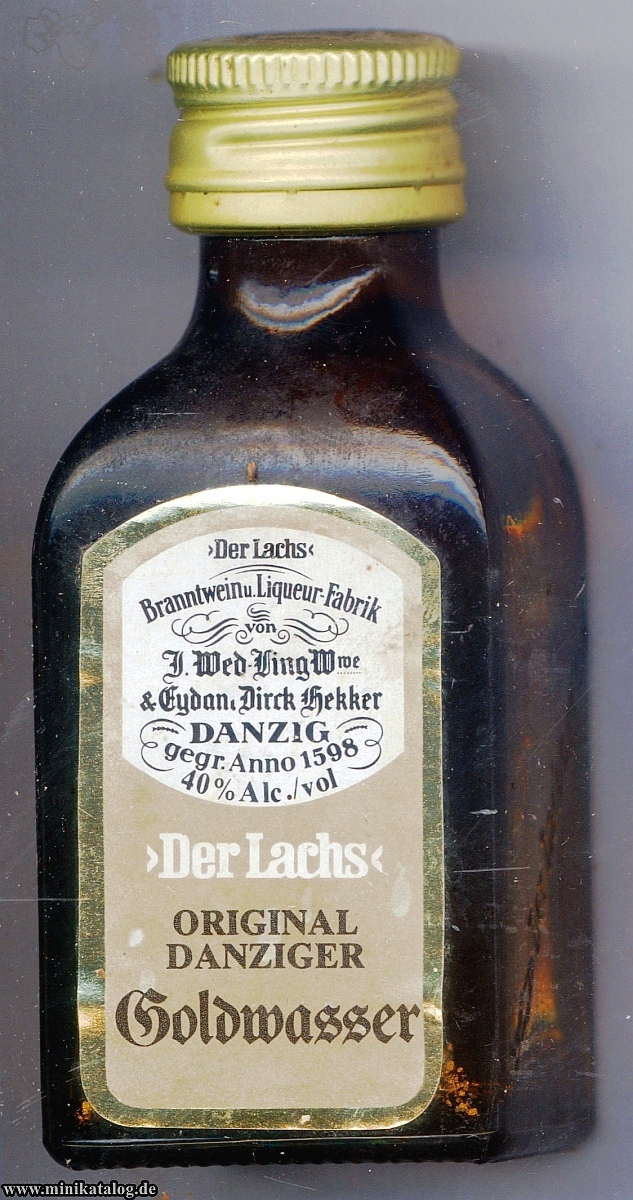 ›Der Lachs‹
Branntwein u. Liqueur-Fabrik
von
J. Wed-Ling Wwe
& Eydam Dirck Hekker
DANZIG
gegr. Anno 1598
40% Alc./vol
›Der Lachs‹
ORIGINAL
DANZIGER
Goldwasser
www.minikatalog.de